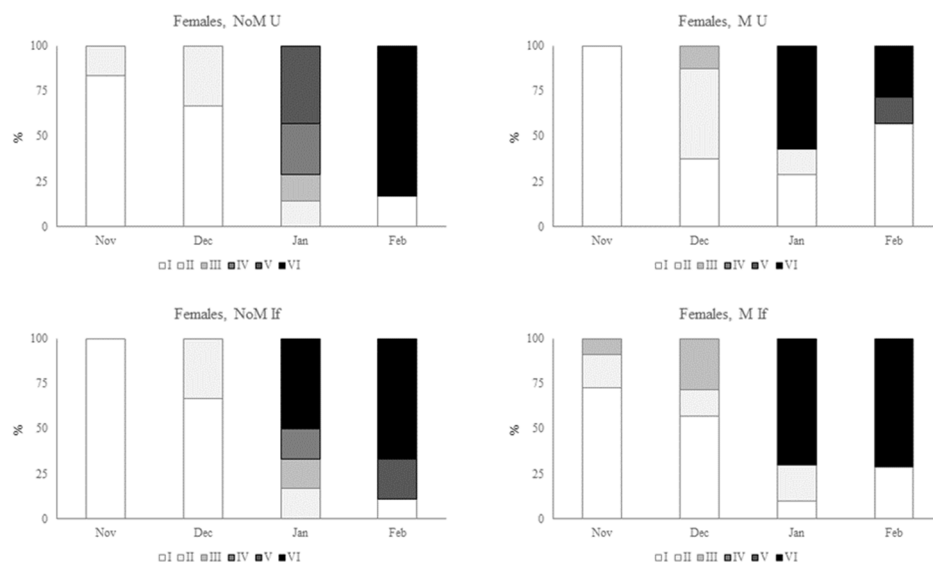 Females, NoM U
100
75
50
25
0
%
Nov Dec Jan Feb
I II III IV V VI
Females, M U
100
75
50
25
0
%
Nov Dec Jan Feb
I II III IV V VI
Females, NoM If
100
75
50
25
0
%
Nov Dec Jan Feb
I II III IV V VI
Females, M If
100
75
50
25
0
%
Nov Dec Jan Feb
I II III IV V VI